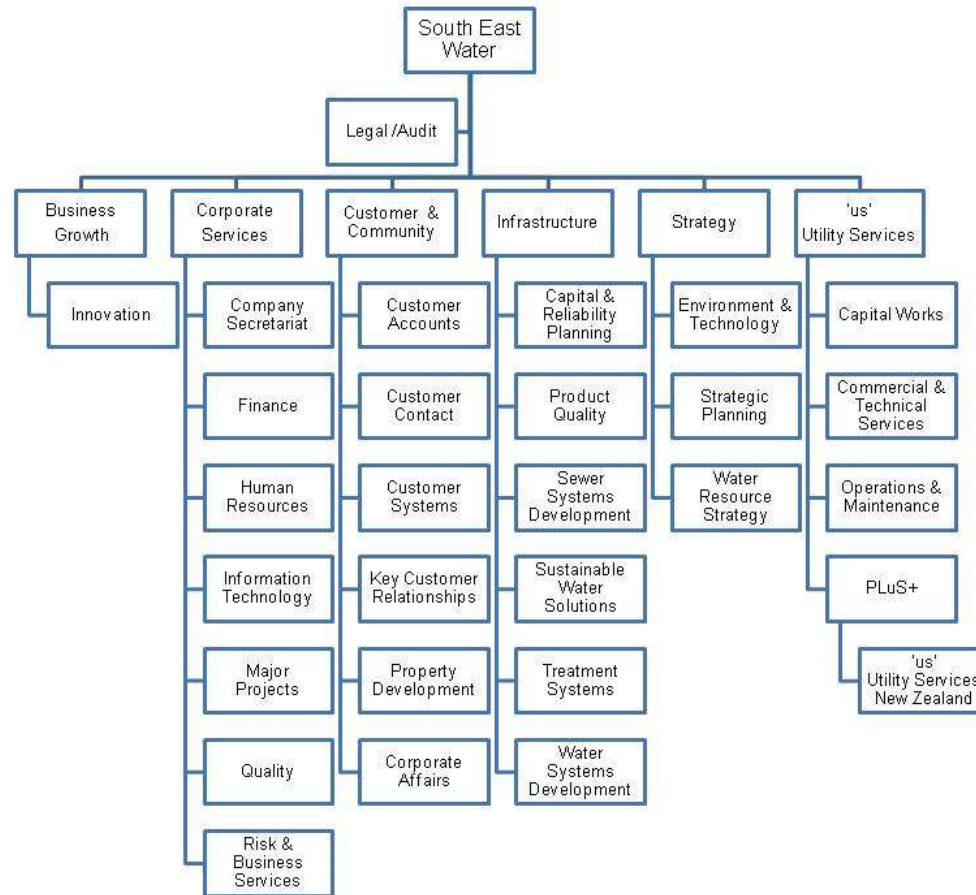 South East
Water
Legal /Audit
Business
Growth
Corporate
Services
Customer &
Community
Infrastructure
Strategy
'us'
Utility Services
Innovation
Company
Secretariat
Finance
Human
Resources
Information
Technology
Major
Projects
Quality
Risk &
Business
Services
Customer
Accounts
Customer
Contact
Customer
Systems
Key Customer
Relationships
Property
Development
Corporate
Affairs
Capital &
Reliability
Planning
Product
Quality
Sewer
Systems
Development
Sustainable
Water
Solutions
Treatment
Systems
Water
Systems
Development
Environment &
Technology
Strategic
Planning
Water
Resource
Strategy
Capital Works
Commercial &
Technical
Services
Operations &
Maintenance
PLuS+
'us'
Utility Services
New Zealand